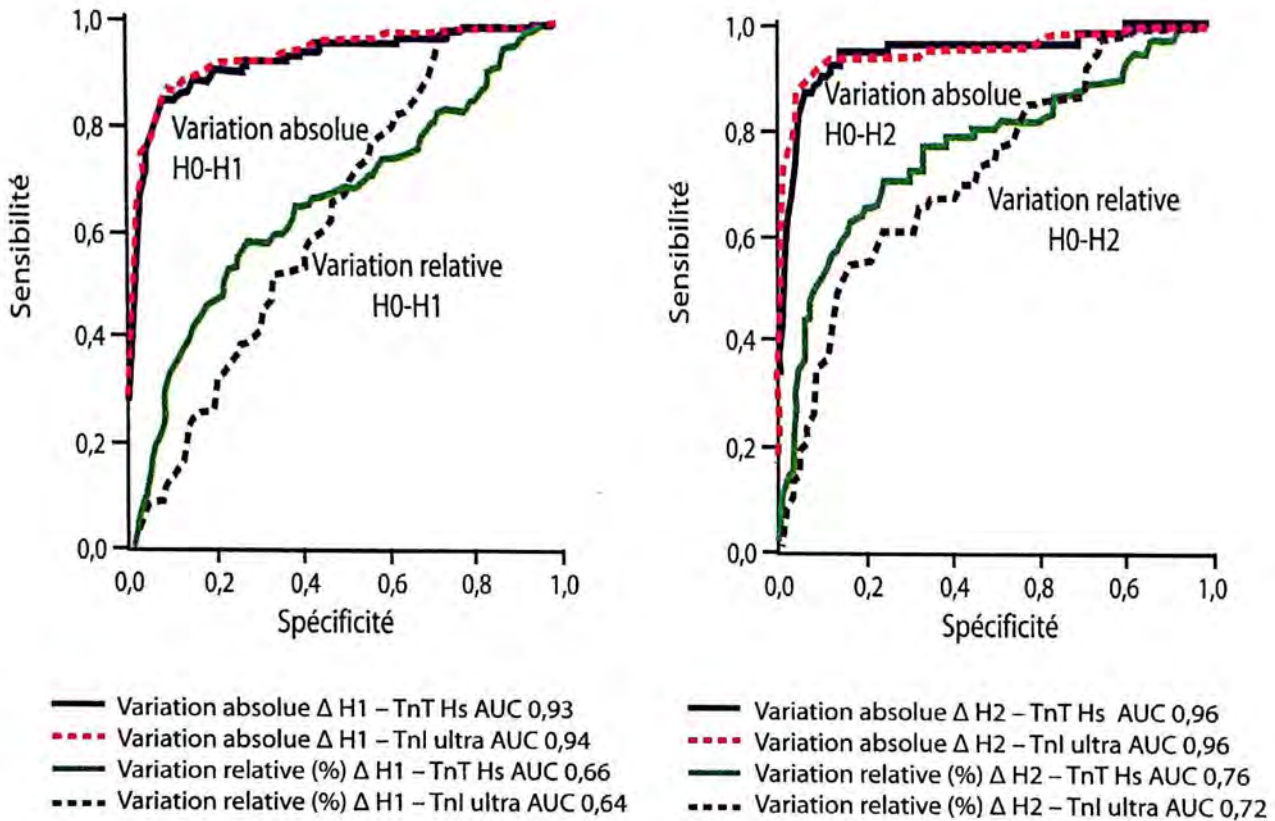 1,0
0,8
0,6
0,4
0,2
0,0
Sensibilité
Variation absolue
H0-H1
Variation relative
H0-H1
0,0 0,2 0,4 0,8 0,6 1,0
Spécificité
Variation absolue Δ H1 – TnT Hs AUC 0,93
Variation absolue Δ H1 – TnI ultra AUC 0,94
Variation relative (%) Δ H1 – TnT Hs AUC 0,66
Variation relative (%) Δ H1 – TnI ultra AUC 0,64
1,0
0,8
0,6
0,4
0,2
0,0
Sensibilité
Variation absolue
H0-H2
Variation relative
H0-H2
0,0 0,2 0,4 0,8 0,6 1,0
Spécificité
Variation absolue Δ H2 – TnT Hs AUC 0,96
Variation absolue Δ H2 – TnI ultra AUC 0,96
Variation relative (%) Δ H2 – TnT Hs AUC 0,76
Variation relative (%) Δ H2 – TnI ultra AUC 0,72